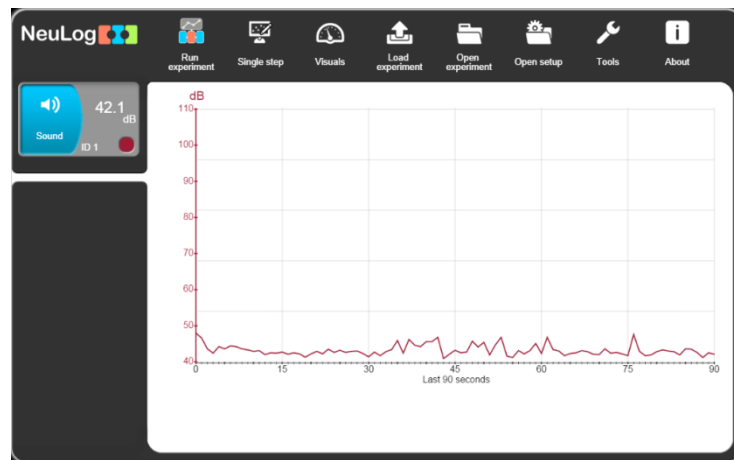 NeuLog
Run
experiment
Single step
Visuals
Load
experiment
Open
experiment
Open setup
Tools
About
i
Sound
42.1
dB
ID 1
dB
110
100
90
80
70
60
50
40
0
15
30
45
60
75
90
Last 90 seconds